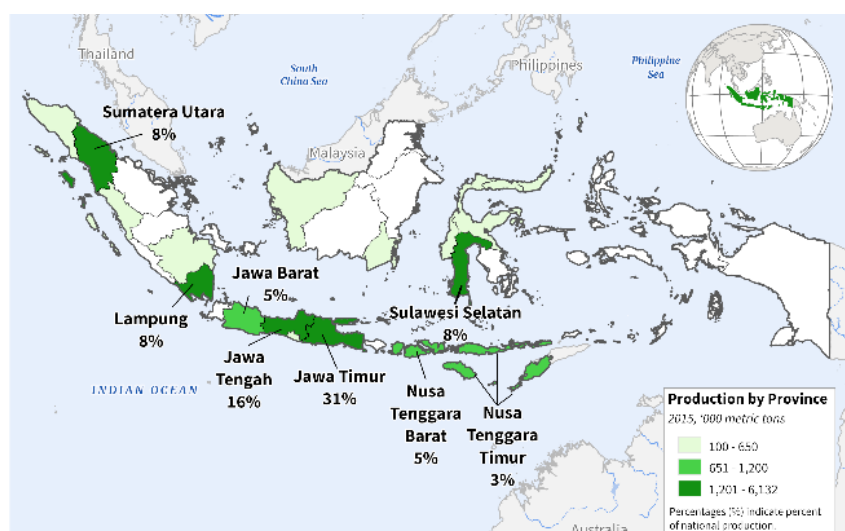 Thailand
South
China Sea
Philippines
Philippine
Sea
Sumatera Utara
8%
Malaysia
Jawa Barat
5%
Lampung
8%
Sulawesi Selatan
8%
Jawa
Tengah
16%
Jawa Timur
31%
INDIAN OCEAN
Nusa
Tenggara
Barat
5%
Nusa
Tenggara
Timur
3%
Australia
Production by Province
2015, '000 metric tons
100 - 650
651 - 1,200
1,201 - 6,132
Percentages (%) indicate percent
of national production.